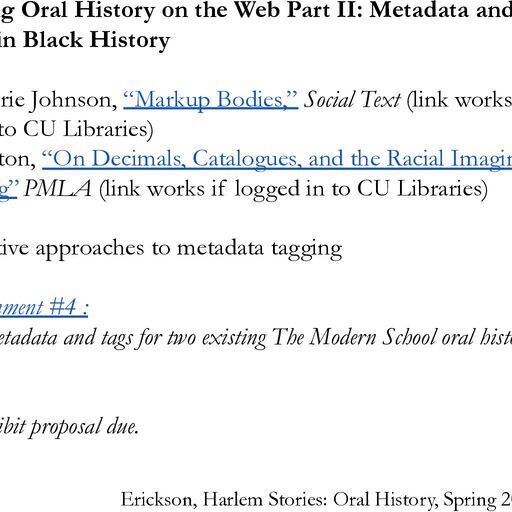 g Oral History on the Web Part II: Metadata and
in Black History
rie Johnson, “Markup Bodies,” Social Text (link works
to CU Libraries)
ton, “On Decimals, Catalogues, and the Racial Imagin
g” PMLA (link works if logged in to CU Libraries)
tive approaches to metadata tagging
nment #4 :
etadata and tags for two existing The Modern School oral histo
ibit proposal due.
Erickson, Harlem Stories: Oral History, Spring 20